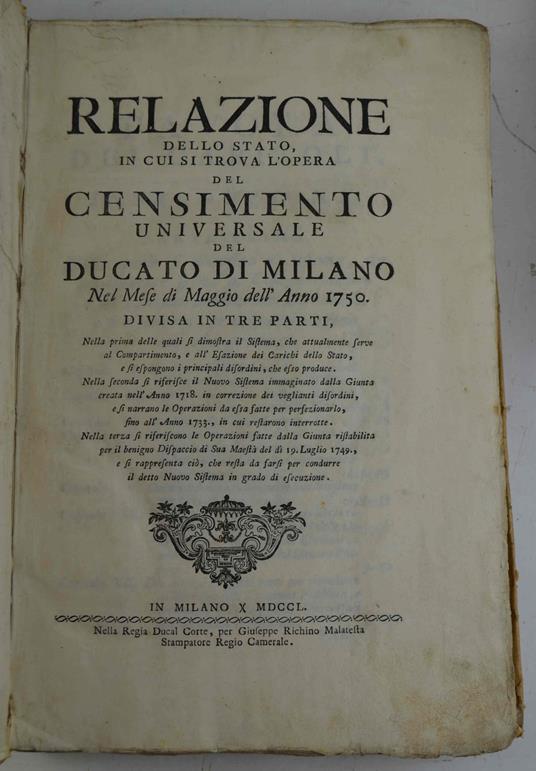 RELAZIONE
DELLO STATO,
IN CUI SI TROVA L'OPERA
DEL
CENSIMENTO
UNIVERSALE
DEL
DUCATO DI MILANO
Nel Meſe di Maggio dell' Anno 1750.
DIVISA IN TRE PARTI,
Nella prima delle quali ſi dimoſtra il Siſtema, che attualmente ſerve
al Compartimento, e all' Eſazione dei Carichi dello Stato,
e ſi eſpongono i principali diſordini, che eſſo produce.
Nella ſeconda ſi riferiſce il Nuovo Siſtema immaginato dalla Giunta
creata nell' Anno 1718. in correzione dei veglianti diſordini,
e ſi narrano le Operazioni da eſſa fatte per perfezionarlo,
fino all' Anno 1733., in cui reſtarono interrotte.
Nella terza ſi riferiſcono le Operazioni fatte dalla Giunta riſtabilita
per il benigno Diſpaccio di Sua Maeſtà del dì 19. Luglio 1749.,
e ſi rappreſenta ciò, che reſta da farſi per condurre
il detto Nuovo Siſtema in grado di eſecuzione.
IN MILANO X MDCCL.
Nella Regia Ducal Corte, per Giuſeppe Richino Malateſta
Stampatore Regio Camerale.